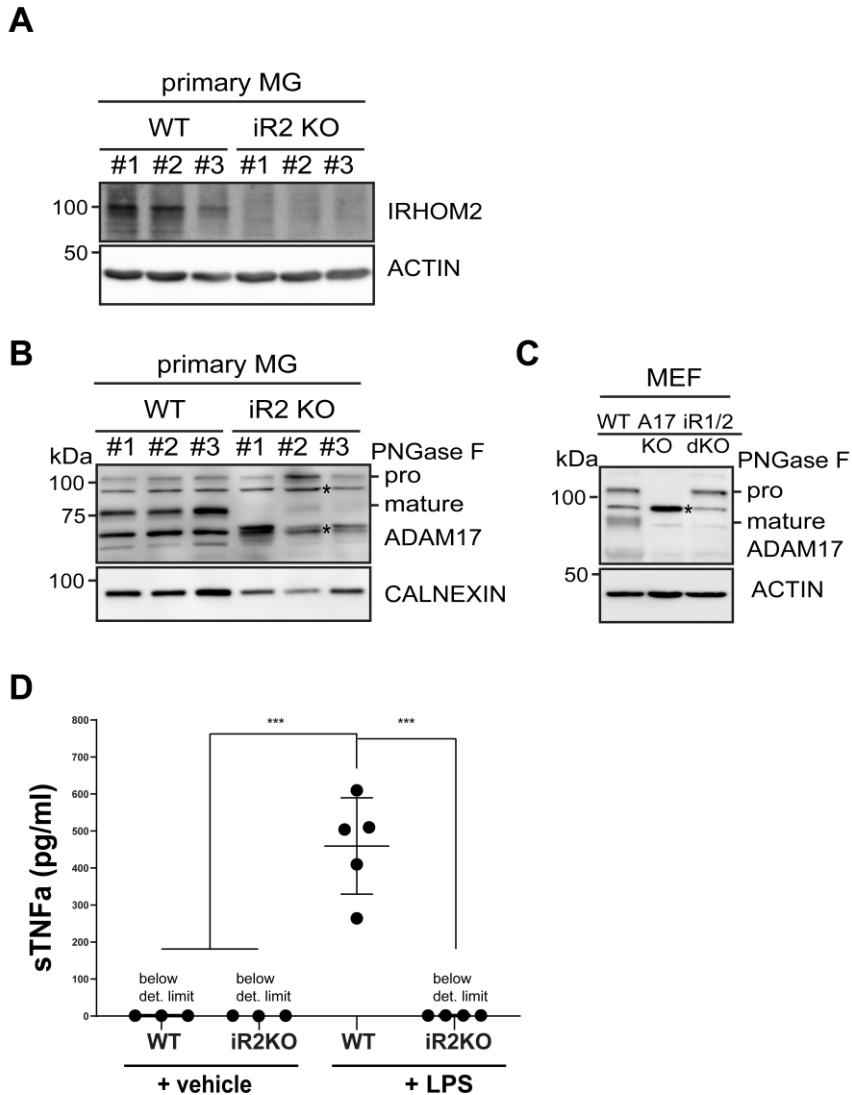 A
primary MG
WT iR2 KO
#1 #2 #3 #1 #2 #3
100 IRHOM2
50
ACTIN
B
primary MG
WT iR2 KO
kDa #1 #2 #3 #1 #2 #3 PNGase F
100 pro
*
75 mature
* ADAM17
100
CALNEXIN
C
MEF
WT A17 iR1/2
KO dKO
kDa PNGase F
100 pro
*
mature
ADAM17
50
ACTIN
D
*** ***
sTNFa (pg/ml)
800
700
600
500
400
300
200
100
0
below
det. limit
below
det. limit
below
det. limit
WT iR2KO WT iR2KO
+ vehicle + LPS